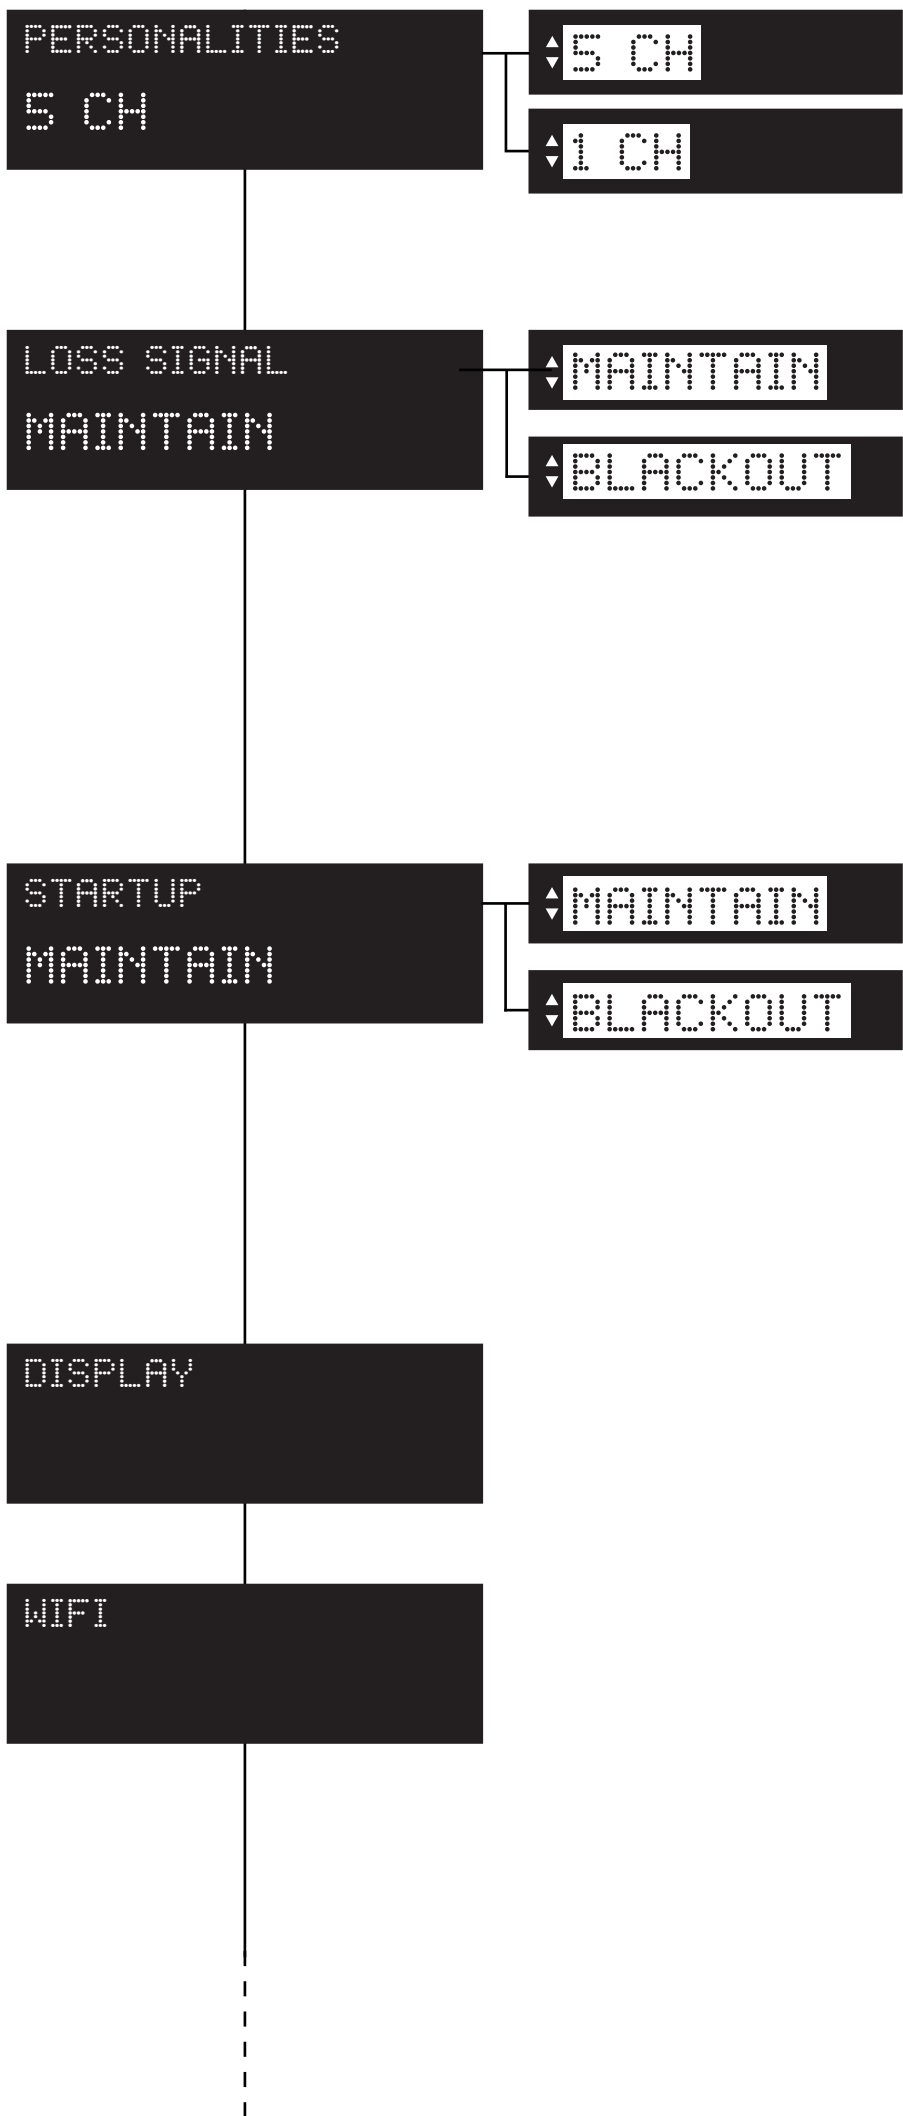 PERSONALITIES
5 CH
5 CH
1 CH
LOSS SIGNAL
MAINTAIN
MAINTAIN
BLACKOUT
STARTUP
MAINTAIN
MAINTAIN
BLACKOUT
DISPLAY
WIFI